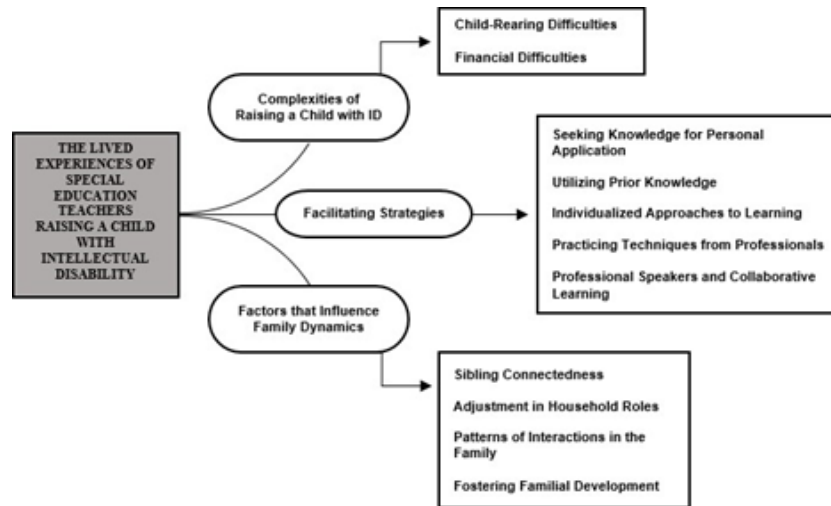 THE LIVED
EXPERIENCES OF
SPECIAL
EDUCATION
TEACHERS
RAISING A CHILD
WITH
INTELLECTUAL
DISABILITY
Complexities of
Raising a Child with ID
Child-Rearing Difficulties
Financial Difficulties
Facilitating Strategies
Seeking Knowledge for Personal
Application
Utilizing Prior Knowledge
Individualized Approaches to Learning
Practicing Techniques from Professionals
Professional Speakers and Collaborative
Learning
Factors that Influence
Family Dynamics
Sibling Connectedness
Adjustment in Household Roles
Patterns of Interactions in the
Family
Fostering Familial Development